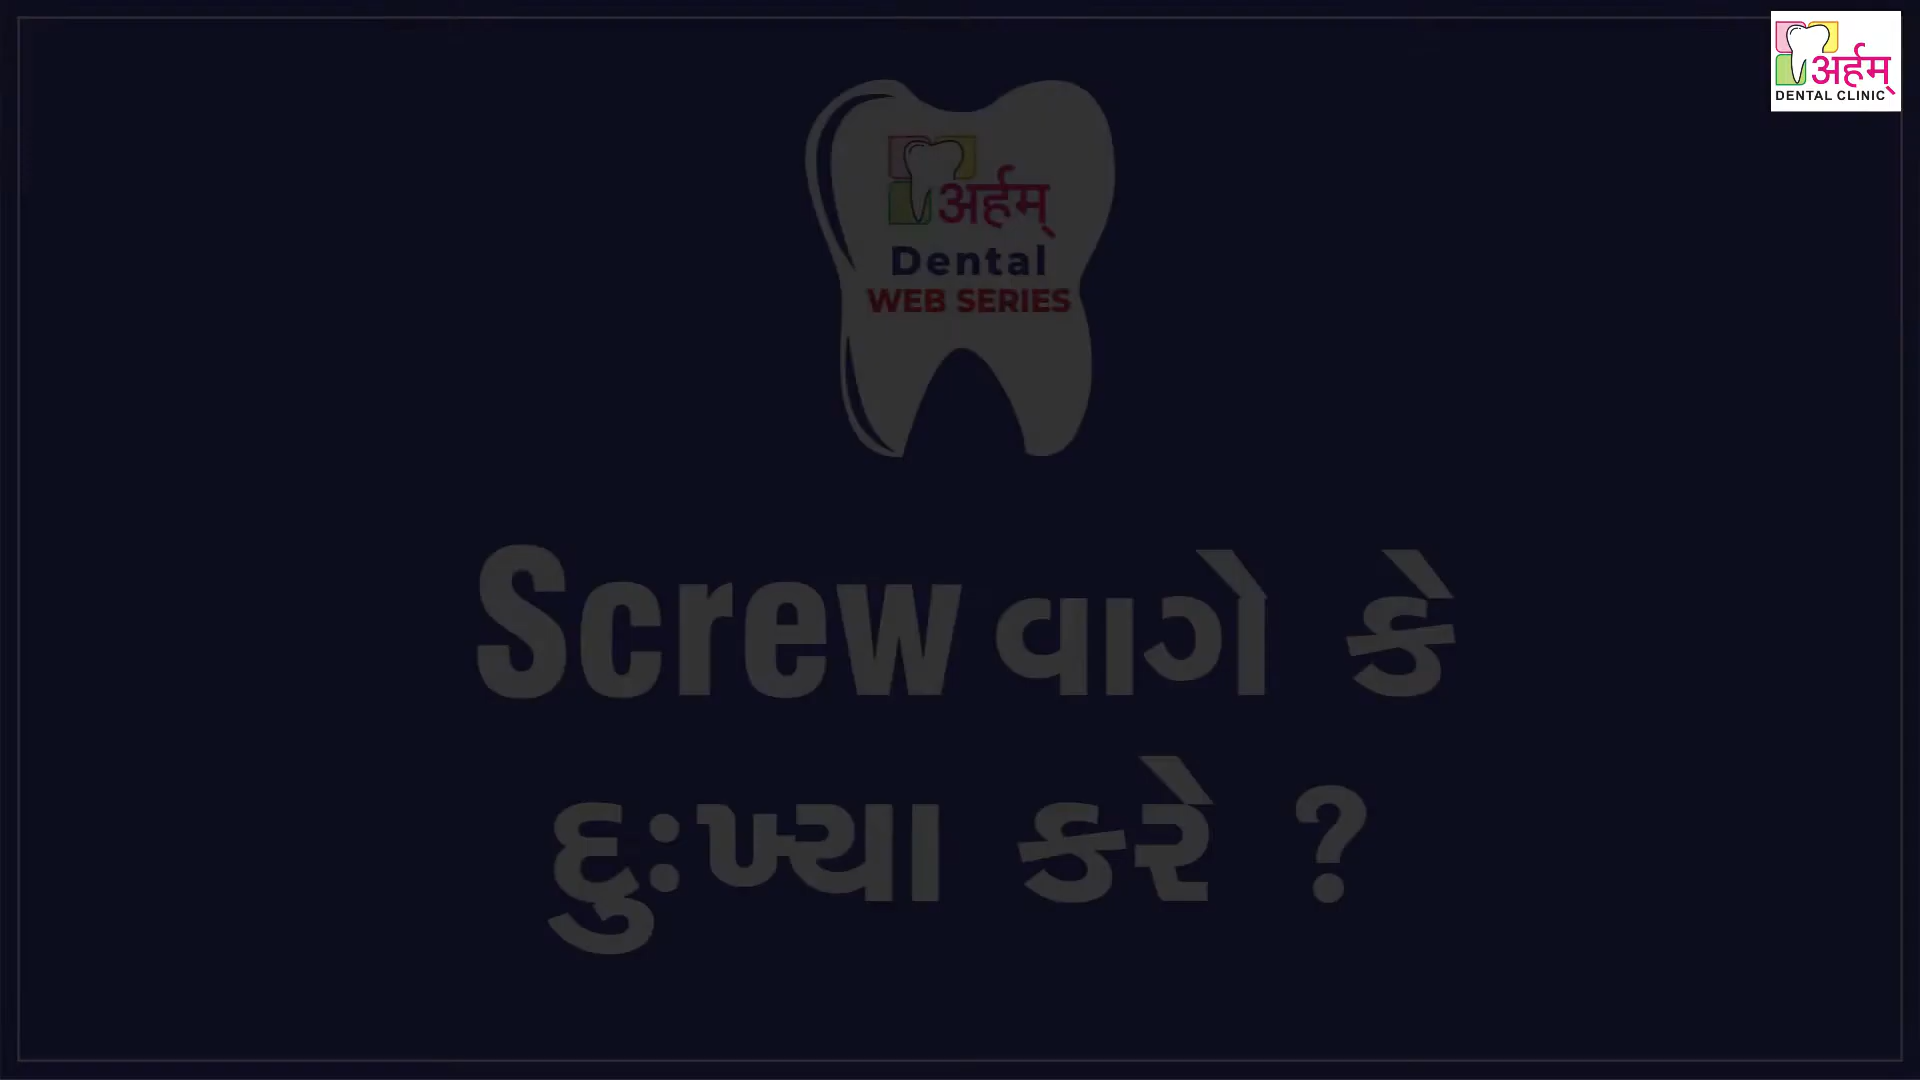 अर्हम्
DENTAL CLINIC
अर्हम्
Dental
WEB SERIES
Screw વાગે કે
દુઃખ્યા કરે ?